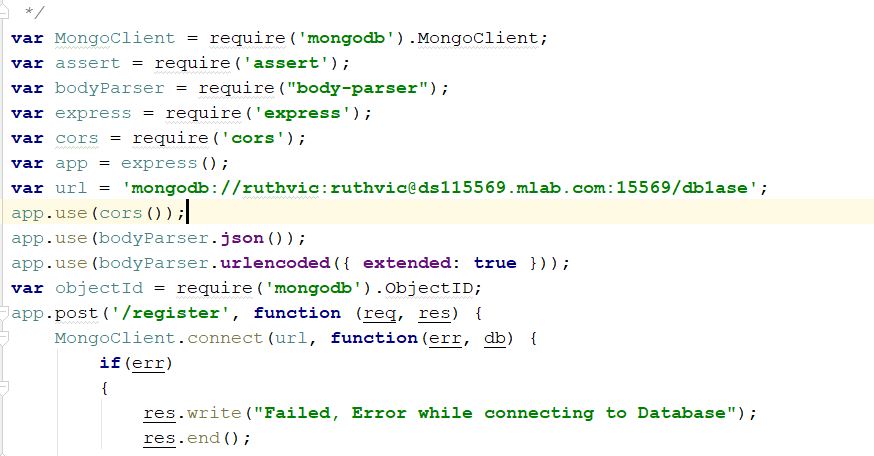 */
var MongoClient = require('mongodb').MongoClient;
var assert = require('assert');
var bodyParser = require("body-parser");
var express = require('express');
var cors = require('cors');
var app = express();
var url = 'mongodb://ruthvic:ruthvic@ds115569.mlab.com:15569/db1ase';
app.use(cors());
app.use(bodyParser.json());
app.use(bodyParser.urlencoded({ extended: true }));
var objectId = require('mongodb').ObjectID;
app.post('/register', function (req, res) {
    MongoClient.connect(url, function(err, db) {
        if(err)
        {
            res.write("Failed, Error while connecting to Database");
            res.end();